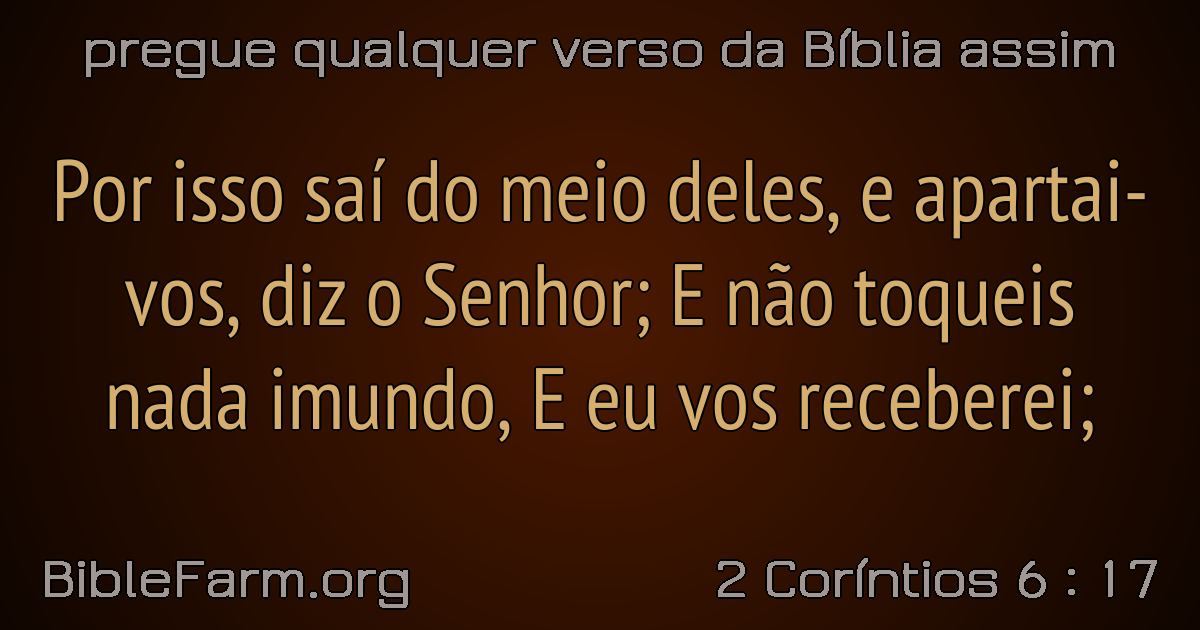 pregue qualquer verso da Bíblia assim
Por isso saí do meio deles, e apartai-
vos, diz o Senhor; E não toqueis
nada imundo, E eu vos receberei;
BibleFarm.org
2 Coríntios 6 : 17